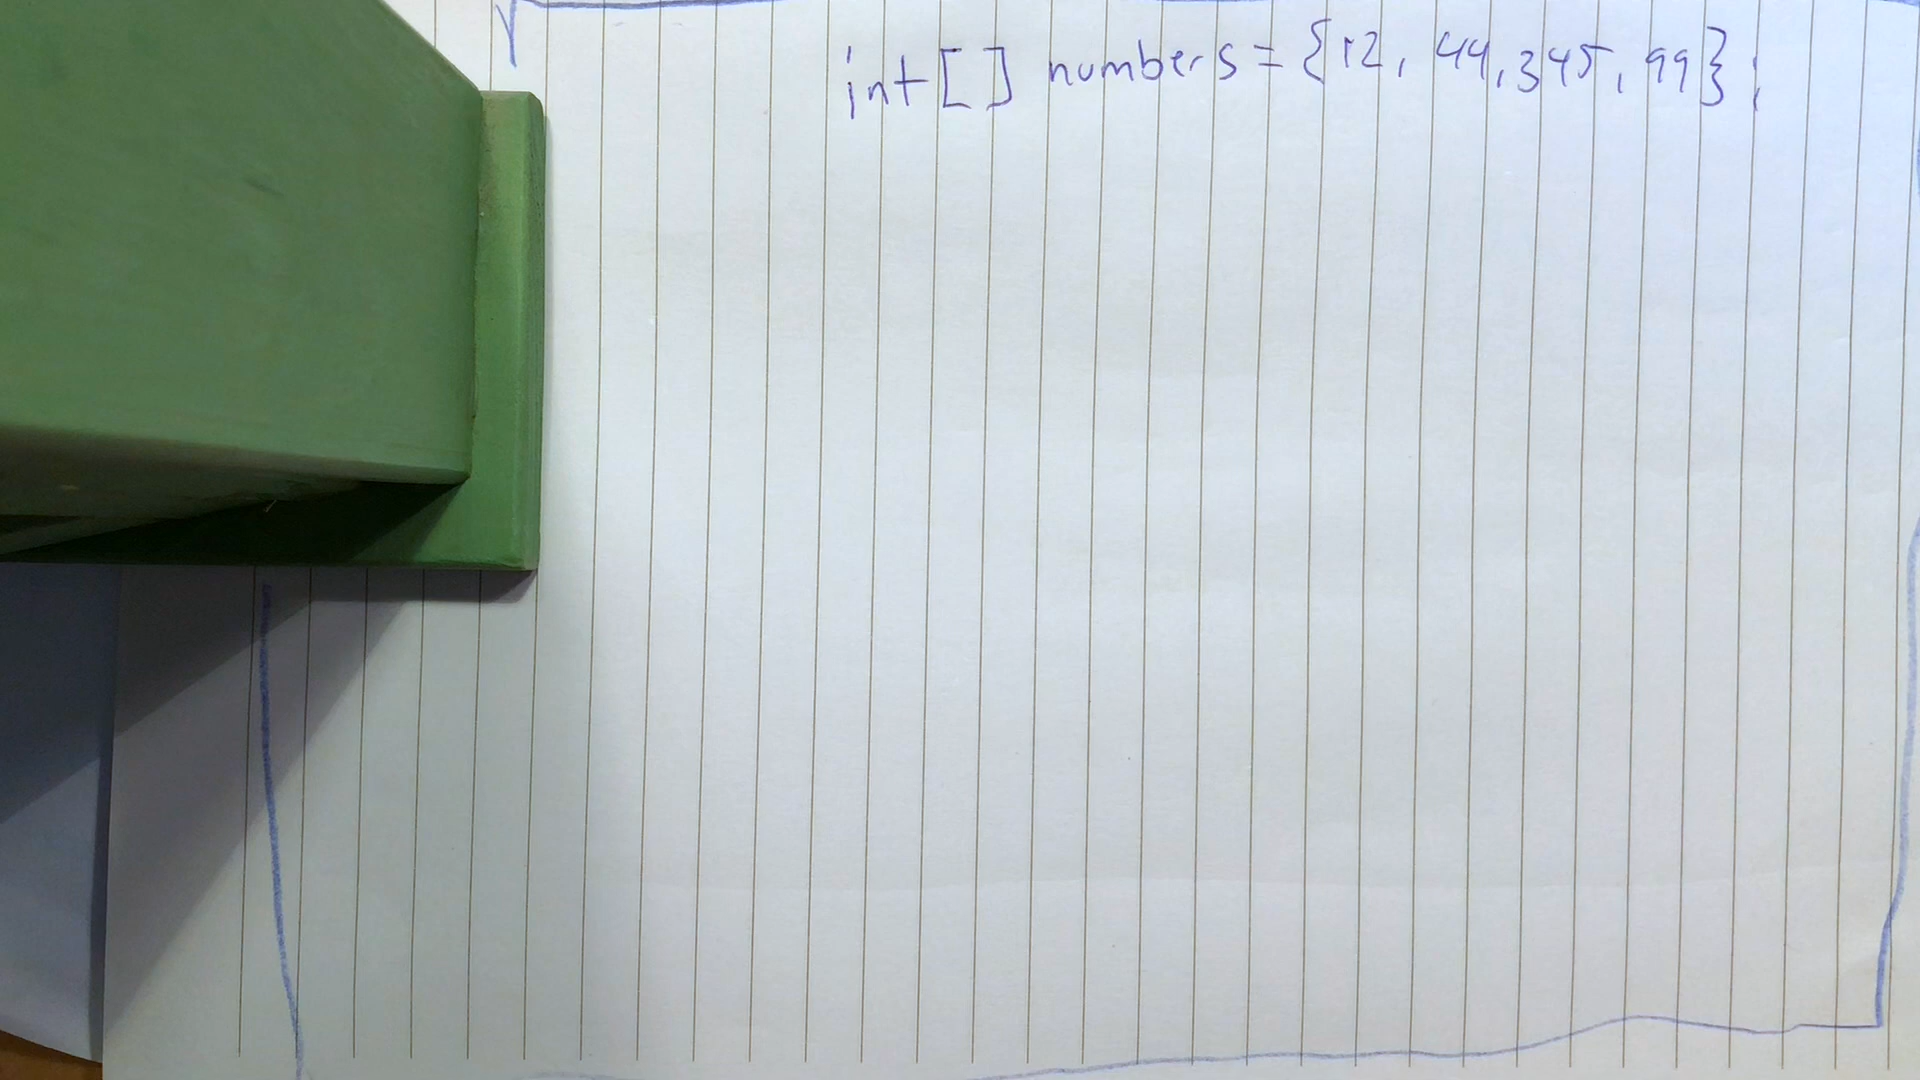 int[] numbers = {12, 44, 345, 99};